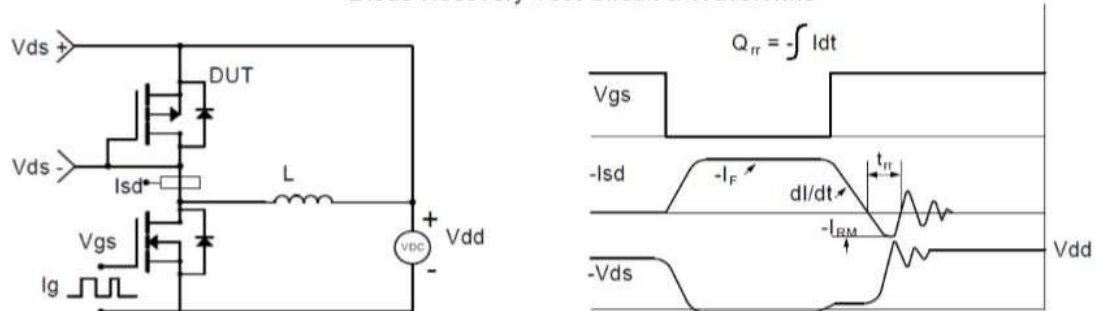 Diode Recovery Test Circuit & Waveforms
Vds +
DUT
Vds -
Isd
L
Vgs
Ig
+
VDC
-
Vdd
Qrr = -∫ Idt
Vgs
-Isd
-IF
dI/dt
trr
-IRM
Vdd
-Vds